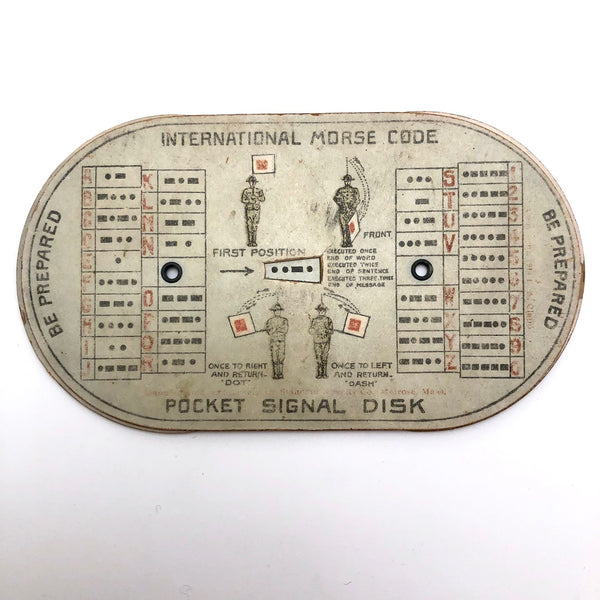 INTERNATIONAL MORSE CODE
BE PREPARED
BE PREPARED
FIRST POSITION
FRONT
EXECUTED ONCE
END OF WORD
EXECUTED TWICE
END OF SENTENCE
EXECUTED THREE TIMES
END OF MESSAGE
K
L
M
N
O
S
T
U
V
W
X
Y
Z
1
2
3
4
7
8
9
0
ONCE TO RIGHT
AND RETURN-
"DOT"
ONCE TO LEFT
AND RETURN-
"DASH"
Melrose, Mass.
POCKET SIGNAL DISK